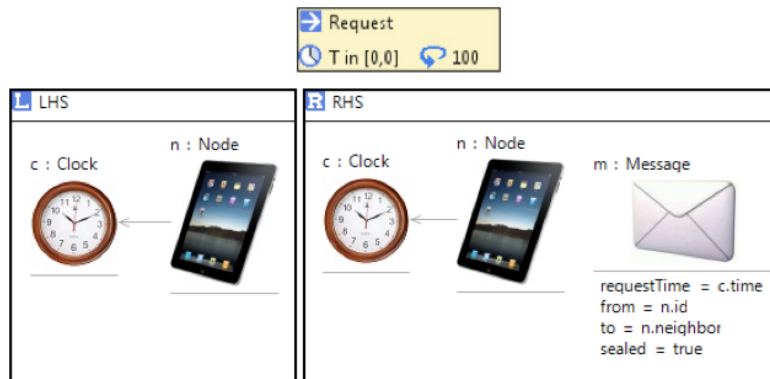 Request
T in [0,0] 100
L LHS
R RHS
c : Clock
n : Node
c : Clock
n : Node
m : Message
requestTime = c.time
from = n.id
to = n.neighbor
sealed = true